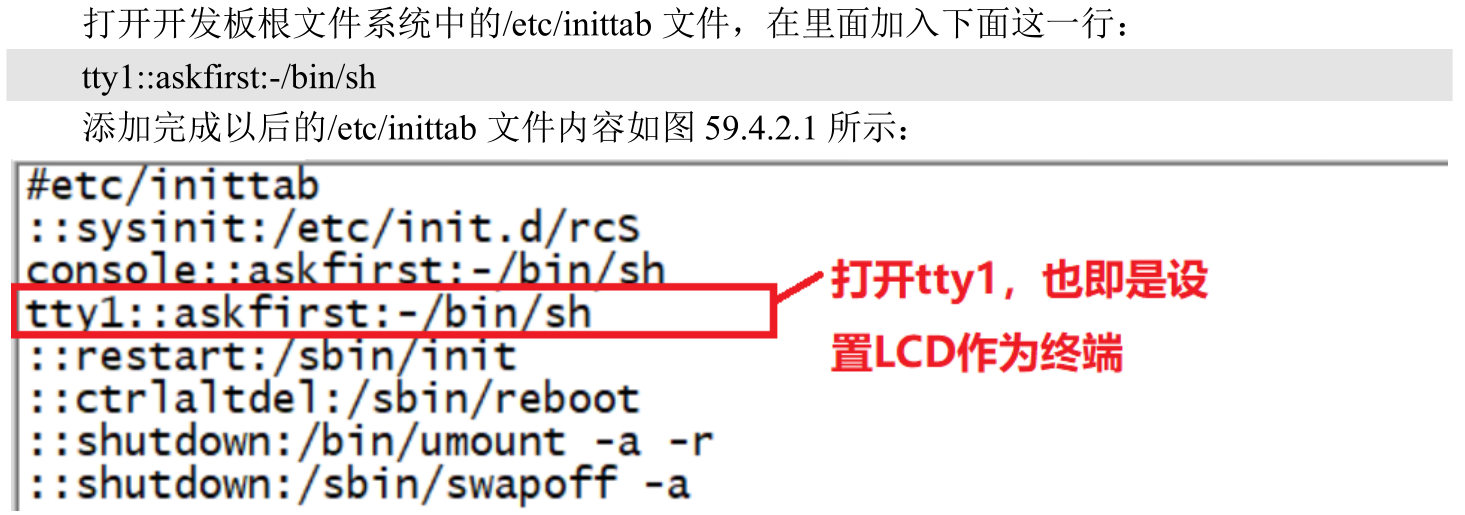 打开开发板根文件系统中的/etc/inittab 文件，在里面加入下面这一行：
tty1::askfirst:-/bin/sh
添加完成以后的/etc/inittab 文件内容如图 59.4.2.1 所示：
#etc/inittab
::sysinit:/etc/init.d/rcS
console::askfirst:-/bin/sh
tty1::askfirst:-/bin/sh
::restart:/sbin/init
::ctrlaltdel:/sbin/reboot
::shutdown:/bin/umount -a -r
::shutdown:/sbin/swapoff -a
打开tty1，也即是设
置LCD作为终端